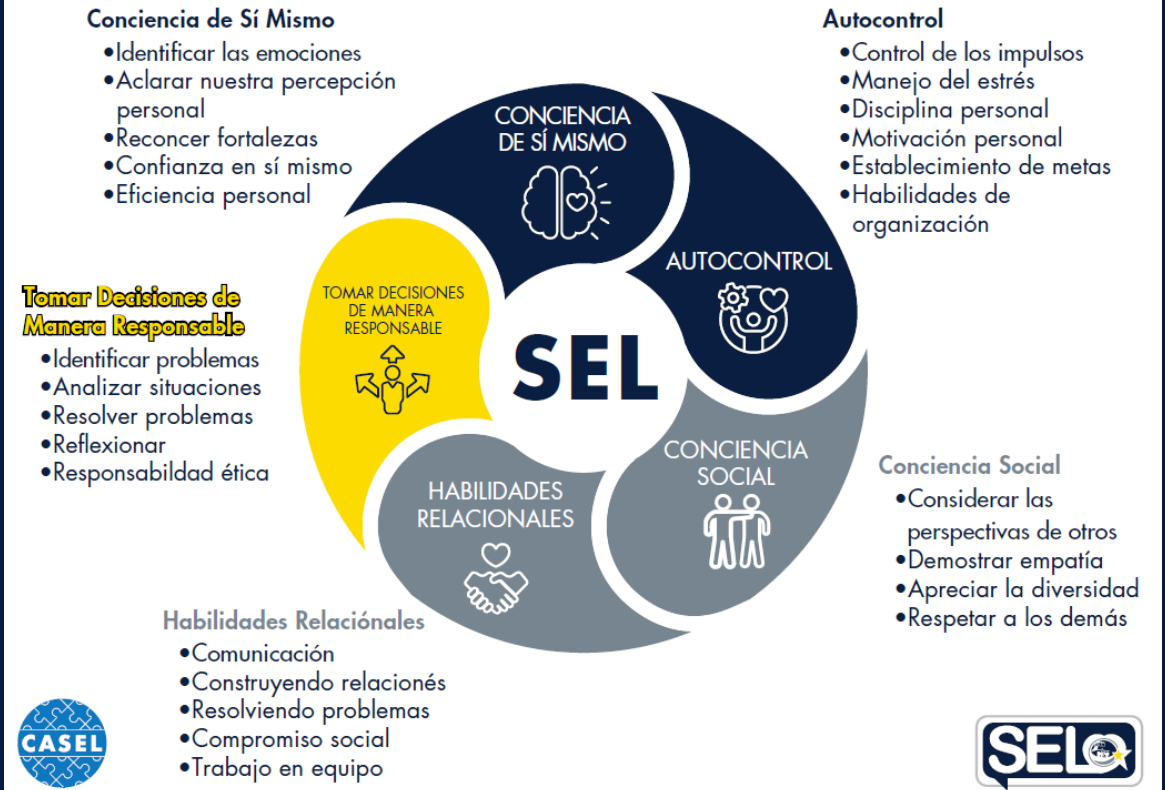 Conciencia de Sí Mismo
•Identificar las emociones
•Aclarar nuestra percepción
personal
•Reconcer fortalezas
•Confianza en sí mismo
•Eficiencia personal
Autocontrol
•Control de los impulsos
•Manejo del estrés
•Disciplina personal
•Motivación personal
•Establecimiento de metas
•Habilidades de
organización
CONCIENCIA
DE SÍ MISMO
AUTOCONTROL
TOMAR DECISIONES
DE MANERA
RESPONSABLE
SEL
CONCIENCIA
SOCIAL
HABILIDADES
RELACIONALES
Tomar Decisiones de
Manera Responsable
•Identificar problemas
•Analizar situaciones
•Resolver problemas
•Reflexionar
•Responsabildad ética
Conciencia Social
•Considerar las
perspectivas de otros
•Demostrar empatía
•Apreciar la diversidad
•Respetar a los demás
Habilidades Relaciónales
•Comunicación
•Construyendo relacionés
•Resolviendo problemas
•Compromiso social
•Trabajo en equipo
CASEL
SEL